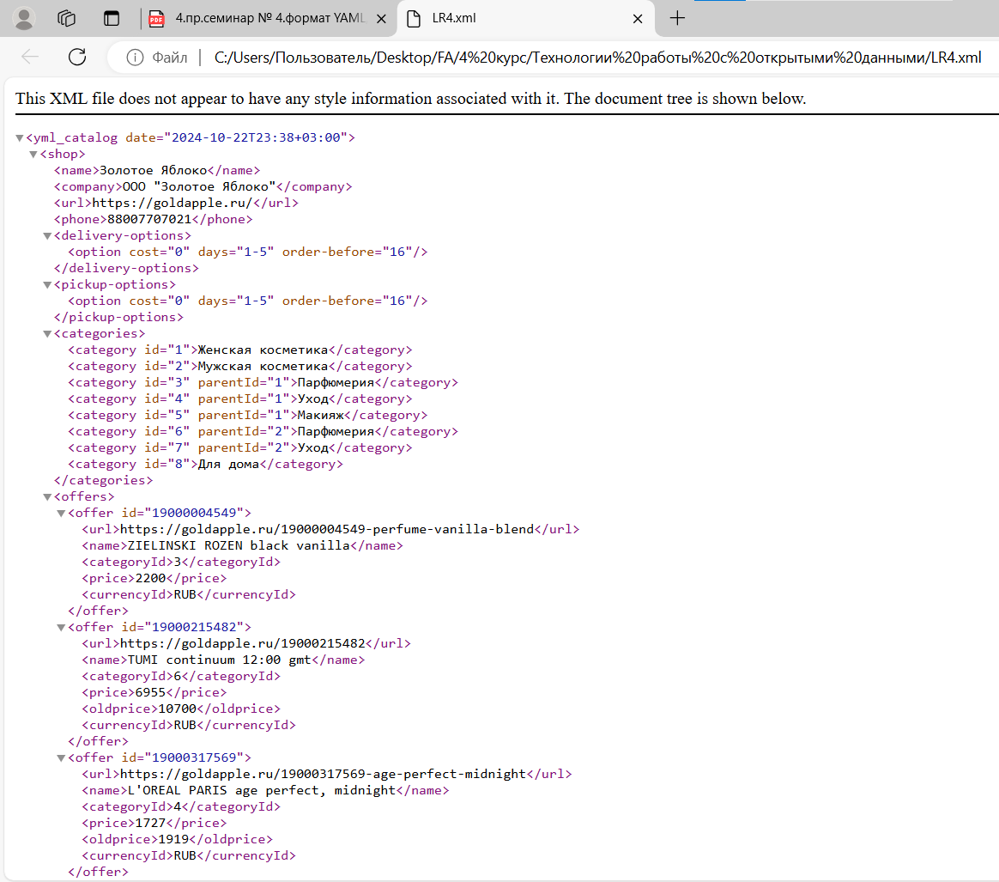 4.пр.семинар № 4.формат YAML
LR4.xml
Файл
C:/Users/Пользователь/Desktop/FA/4%20курс/Технологии%20работы%20с%20открытыми%20данными/LR4.xml
This XML file does not appear to have any style information associated with it. The document tree is shown below.
<yml_catalog date="2024-10-22T23:38+03:00">
<shop>
<name>Золотое Яблоко</name>
<company>ООО "Золотое Яблоко"</company>
<url>https://goldapple.ru/</url>
<phone>88007707021</phone>
<delivery-options>
<option cost="0" days="1-5" order-before="16"/>
</delivery-options>
<pickup-options>
<option cost="0" days="1-5" order-before="16"/>
</pickup-options>
<categories>
<category id="1">Женская косметика</category>
<category id="2">Мужская косметика</category>
<category id="3" parentId="1">Парфюмерия</category>
<category id="4" parentId="1">Уход</category>
<category id="5" parentId="1">Макияж</category>
<category id="6" parentId="2">Парфюмерия</category>
<category id="7" parentId="2">Уход</category>
<category id="8">Для дома</category>
</categories>
<offers>
<offer id="19000004549">
<url>https://goldapple.ru/19000004549-perfume-vanilla-blend</url>
<name>ZIELINSKI ROZEN black vanilla</name>
<categoryId>3</categoryId>
<price>2200</price>
<currencyId>RUB</currencyId>
</offer>
<offer id="19000215482">
<url>https://goldapple.ru/19000215482</url>
<name>TUMI continuum 12:00 gmt</name>
<categoryId>6</categoryId>
<price>6955</price>
<oldprice>10700</oldprice>
<currencyId>RUB</currencyId>
</offer>
<offer id="19000317569">
<url>https://goldapple.ru/19000317569-age-perfect-midnight</url>
<name>L'OREAL PARIS age perfect, midnight</name>
<categoryId>4</categoryId>
<price>1727</price>
<oldprice>1919</oldprice>
<currencyId>RUB</currencyId>
</offer>